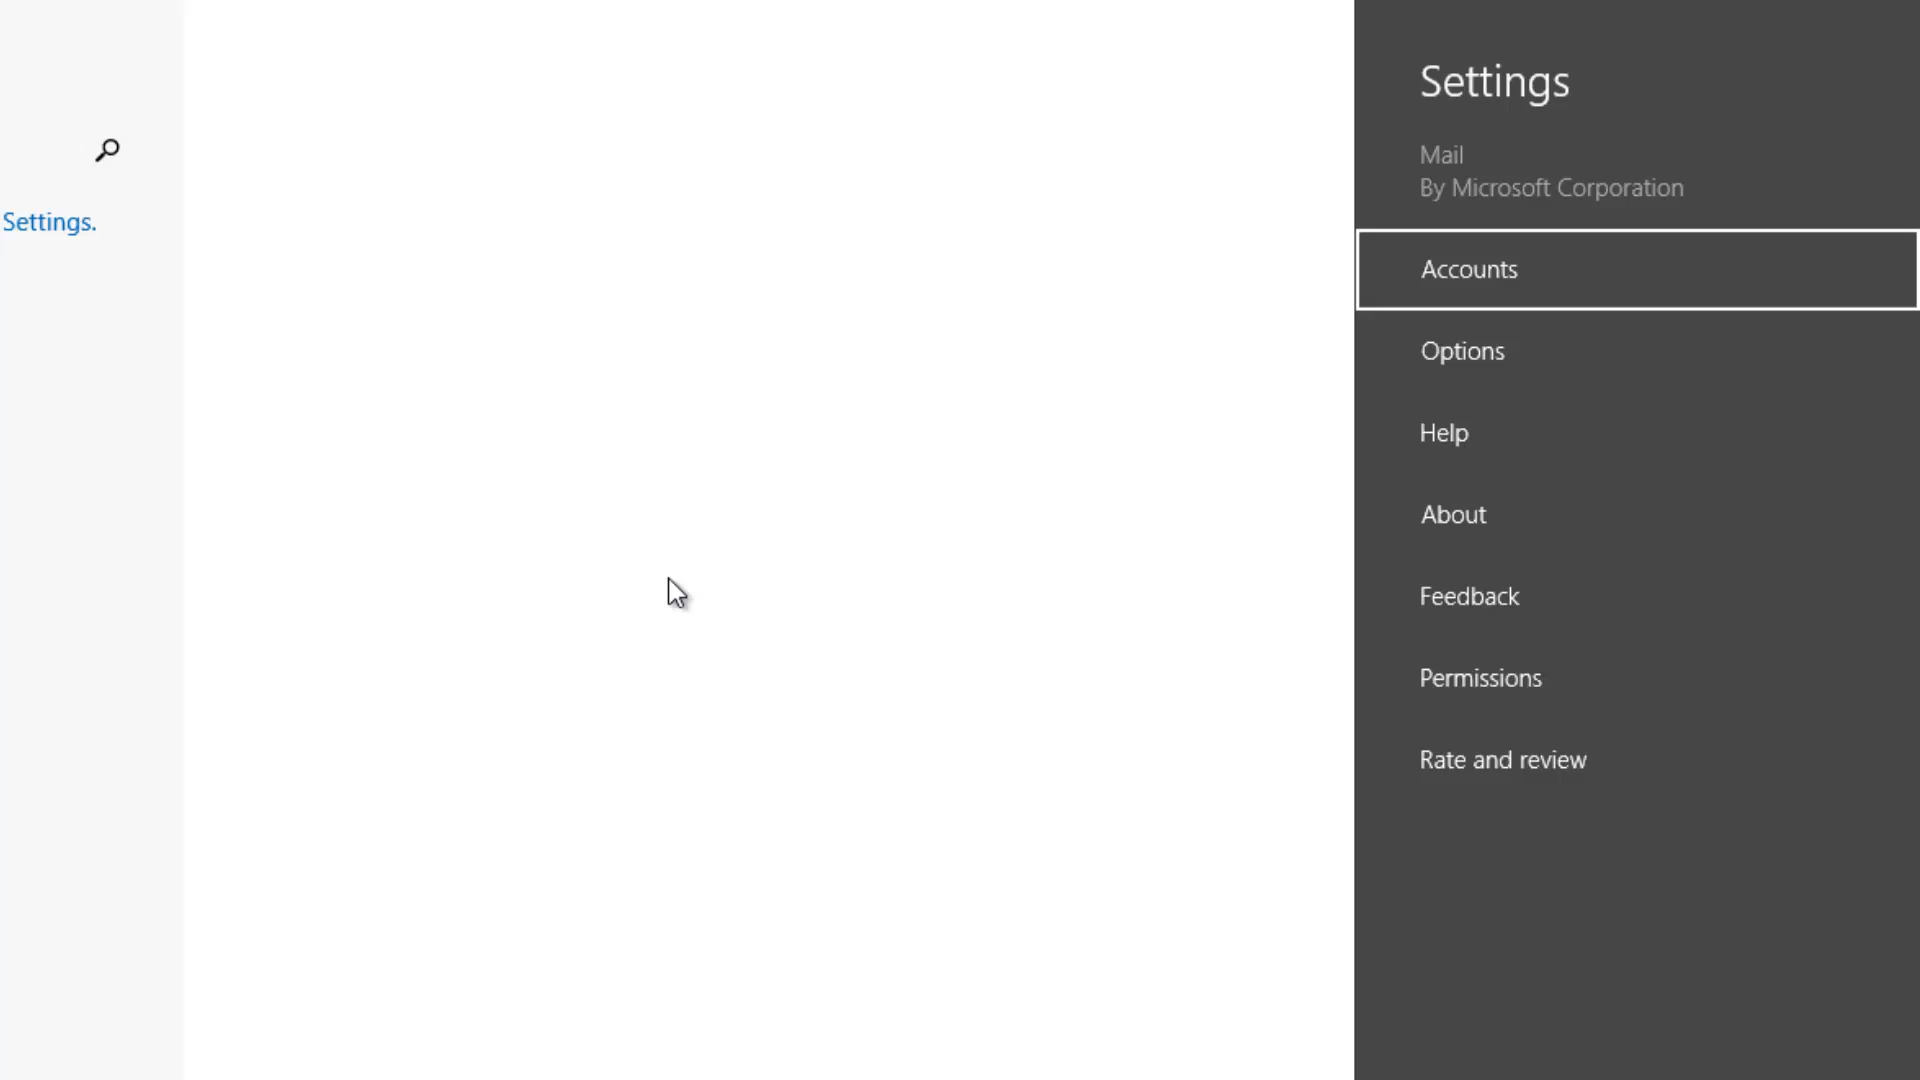 Settings.
Settings
Mail
By Microsoft Corporation
Accounts
Options
Help
About
Feedback
Permissions
Rate and review